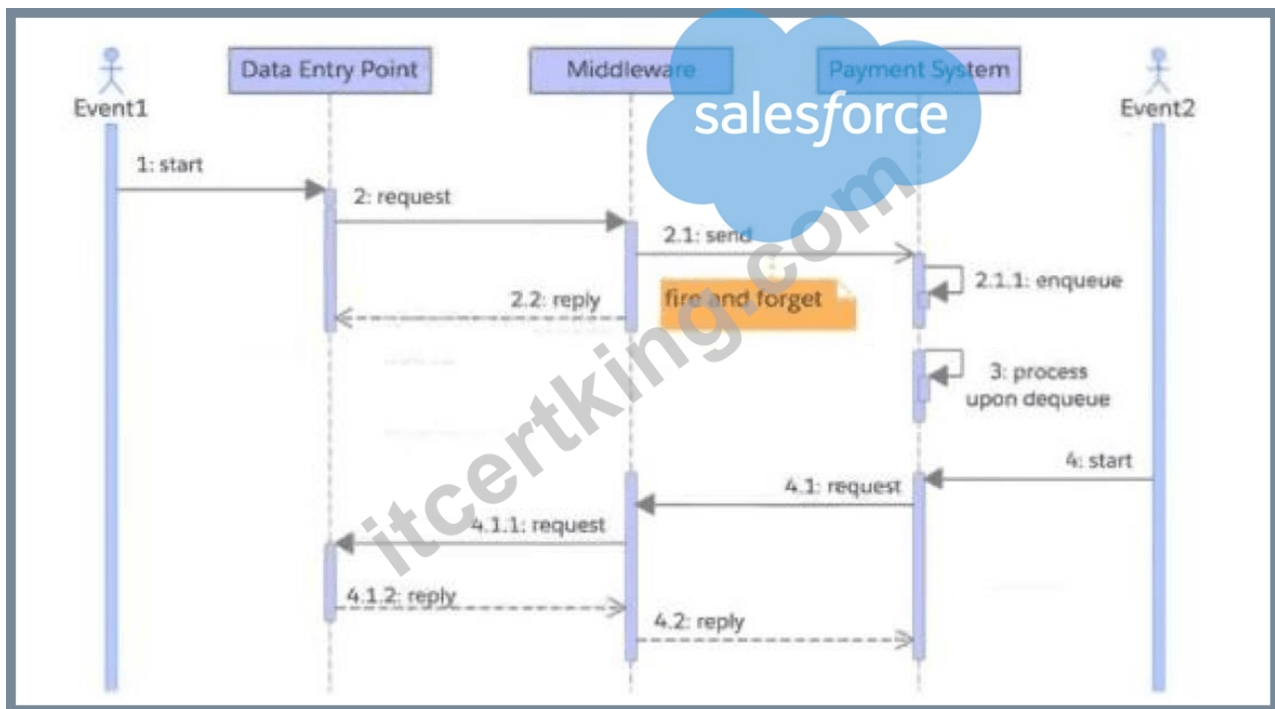 Data Entry Point
Middleware
Payment System
salesforce
Event1
Event2
1: start
2: request
2.1: send
2.1.1: enqueue
fire and forget
2.2: reply
3: process
upon dequeue
4: start
4.1: request
4.1.1: request
4.1.2: reply
4.2: reply
itcertking.com